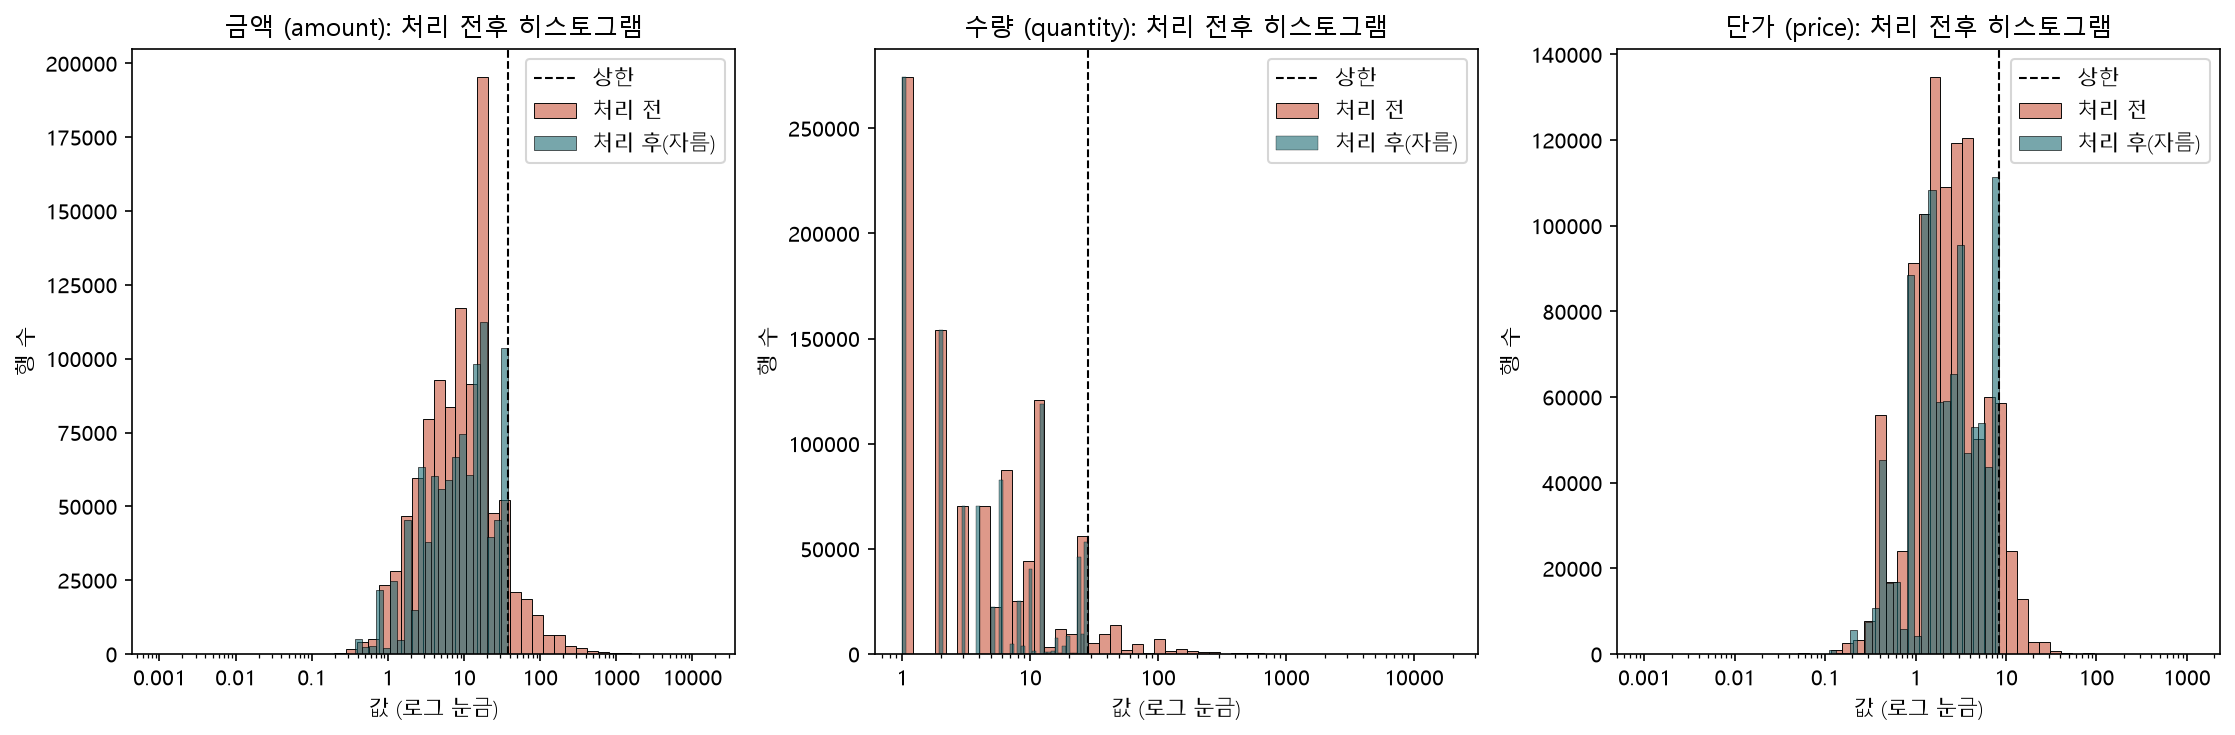 금액 (amount): 처리 전후 히스토그램
200000
175000
150000
125000
100000
75000
50000
25000
0
행 수
상한
처리 전
처리 후(자름)
0.001 0.01 0.1 1 10 100 1000 10000
값 (로그 눈금)
수량 (quantity): 처리 전후 히스토그램
250000
200000
150000
100000
50000
0
행 수
상한
처리 전
처리 후(자름)
1 10 100 1000 10000
값 (로그 눈금)
단가 (price): 처리 전후 히스토그램
140000
120000
100000
80000
60000
40000
20000
0
행 수
상한
처리 전
처리 후(자름)
0.001 0.01 0.1 1 10 100 1000
값 (로그 눈금)